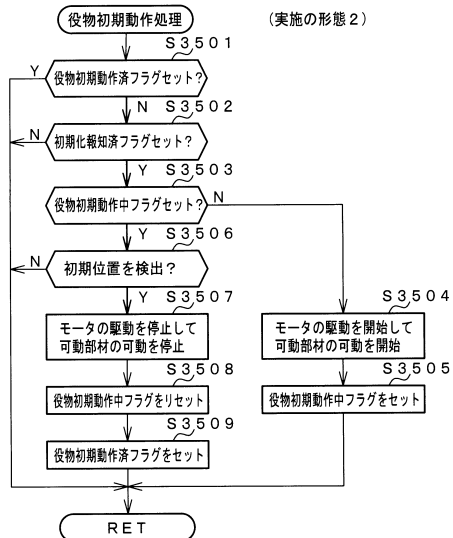 役物初期動作処理
(実施の形態2)
S3501
Y
役物初期動作済フラグセット?
N
S3502
N
初期化報知済フラグセット?
Y
S3503
役物初期動作中フラグセット?
N
Y
S3506
N
初期位置を検出?
Y
S3507
モータの駆動を停止して
可動部材の可動を停止
S3504
モータの駆動を開始して
可動部材の可動を開始
S3508
役物初期動作中フラグをリセット
S3505
役物初期動作中フラグをセット
S3509
役物初期動作済フラグをセット
RET